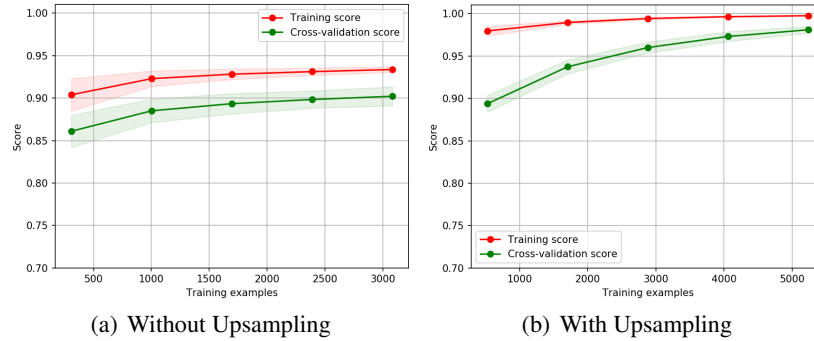 1.00
0.95
0.90
0.85
0.80
0.75
0.70
Score
Training score
Cross-validation score
500 1000 1500 2000 2500 3000
Training examples
(a) Without Upsampling
1.00
0.95
0.90
0.85
0.80
0.75
0.70
Score
Training score
Cross-validation score
1000 2000 3000 4000 5000
Training examples
(b) With Upsampling